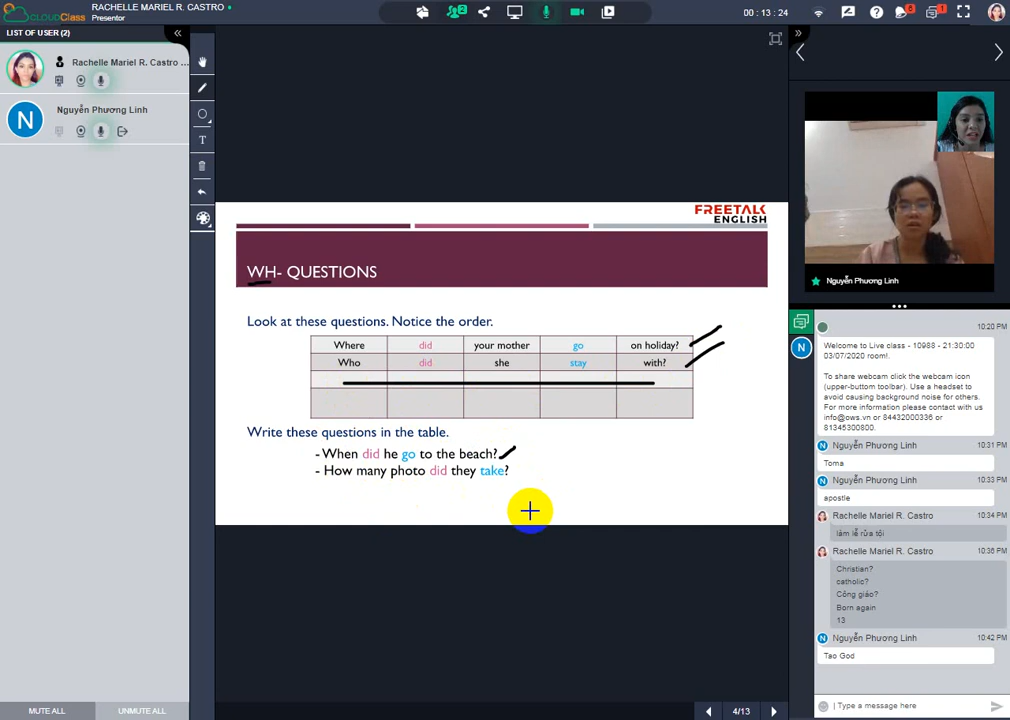 CLOUDClass
RACHELLE MARIEL R. CASTRO
Presentor
2
00 : 13 : 24
6
1
LIST OF USER (2)
Rachelle Mariel R. Castro ...
N
Nguyễn Phương Linh
T
FREETALK
ENGLISH
WH- QUESTIONS
Look at these questions. Notice the order.
Where did your mother go on holiday?
Who did she stay with?
Write these questions in the table.
- When did he go to the beach?
- How many photo did they take?
Nguyễn Phương Linh
10:20 PM
Welcome to Live class - 10988 - 21:30:00
03/07/2020 room!.
To share webcam click the webcam icon
(upper-buttom toolbar). Use a headset to
avoid causing background noise for others.
For more information please contact with us
info@ows.vn or 84432000336 or
81345300800.
N Nguyễn Phương Linh 10:31 PM
Toma
N Nguyễn Phương Linh 10:33 PM
apostle
Rachelle Mariel R. Castro 10:34 PM
làm lễ rửa tội
Rachelle Mariel R. Castro 10:36 PM
Christian?
catholic?
Công giáo?
Born again
13
N Nguyễn Phương Linh 10:42 PM
Tao God
Type a message here
MUTE ALL
UNMUTE ALL
4/13